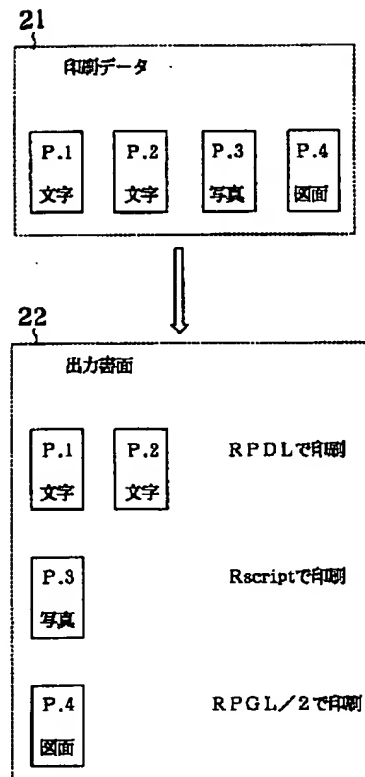 21
印刷データ
P.1 P.2 P.3 P.4
文字 文字 写真 図面
22
出力書面
P.1 P.2 RPDLで印刷
文字 文字
P.3 Rscriptで印刷
写真
P.4 RPGL/2で印刷
図面